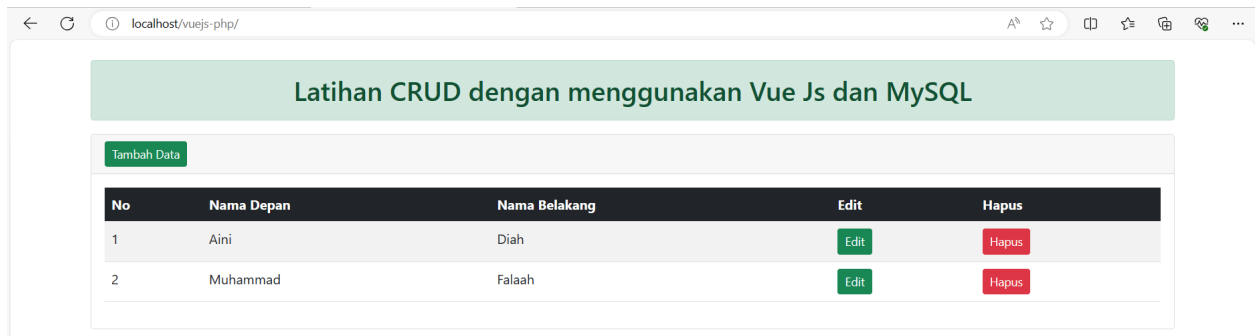 localhost/vuejs-php/
Latihan CRUD dengan menggunakan Vue Js dan MySQL
Tambah Data
No Nama Depan Nama Belakang Edit Hapus
1 Aini Diah Edit Hapus
2 Muhammad Falaah Edit Hapus